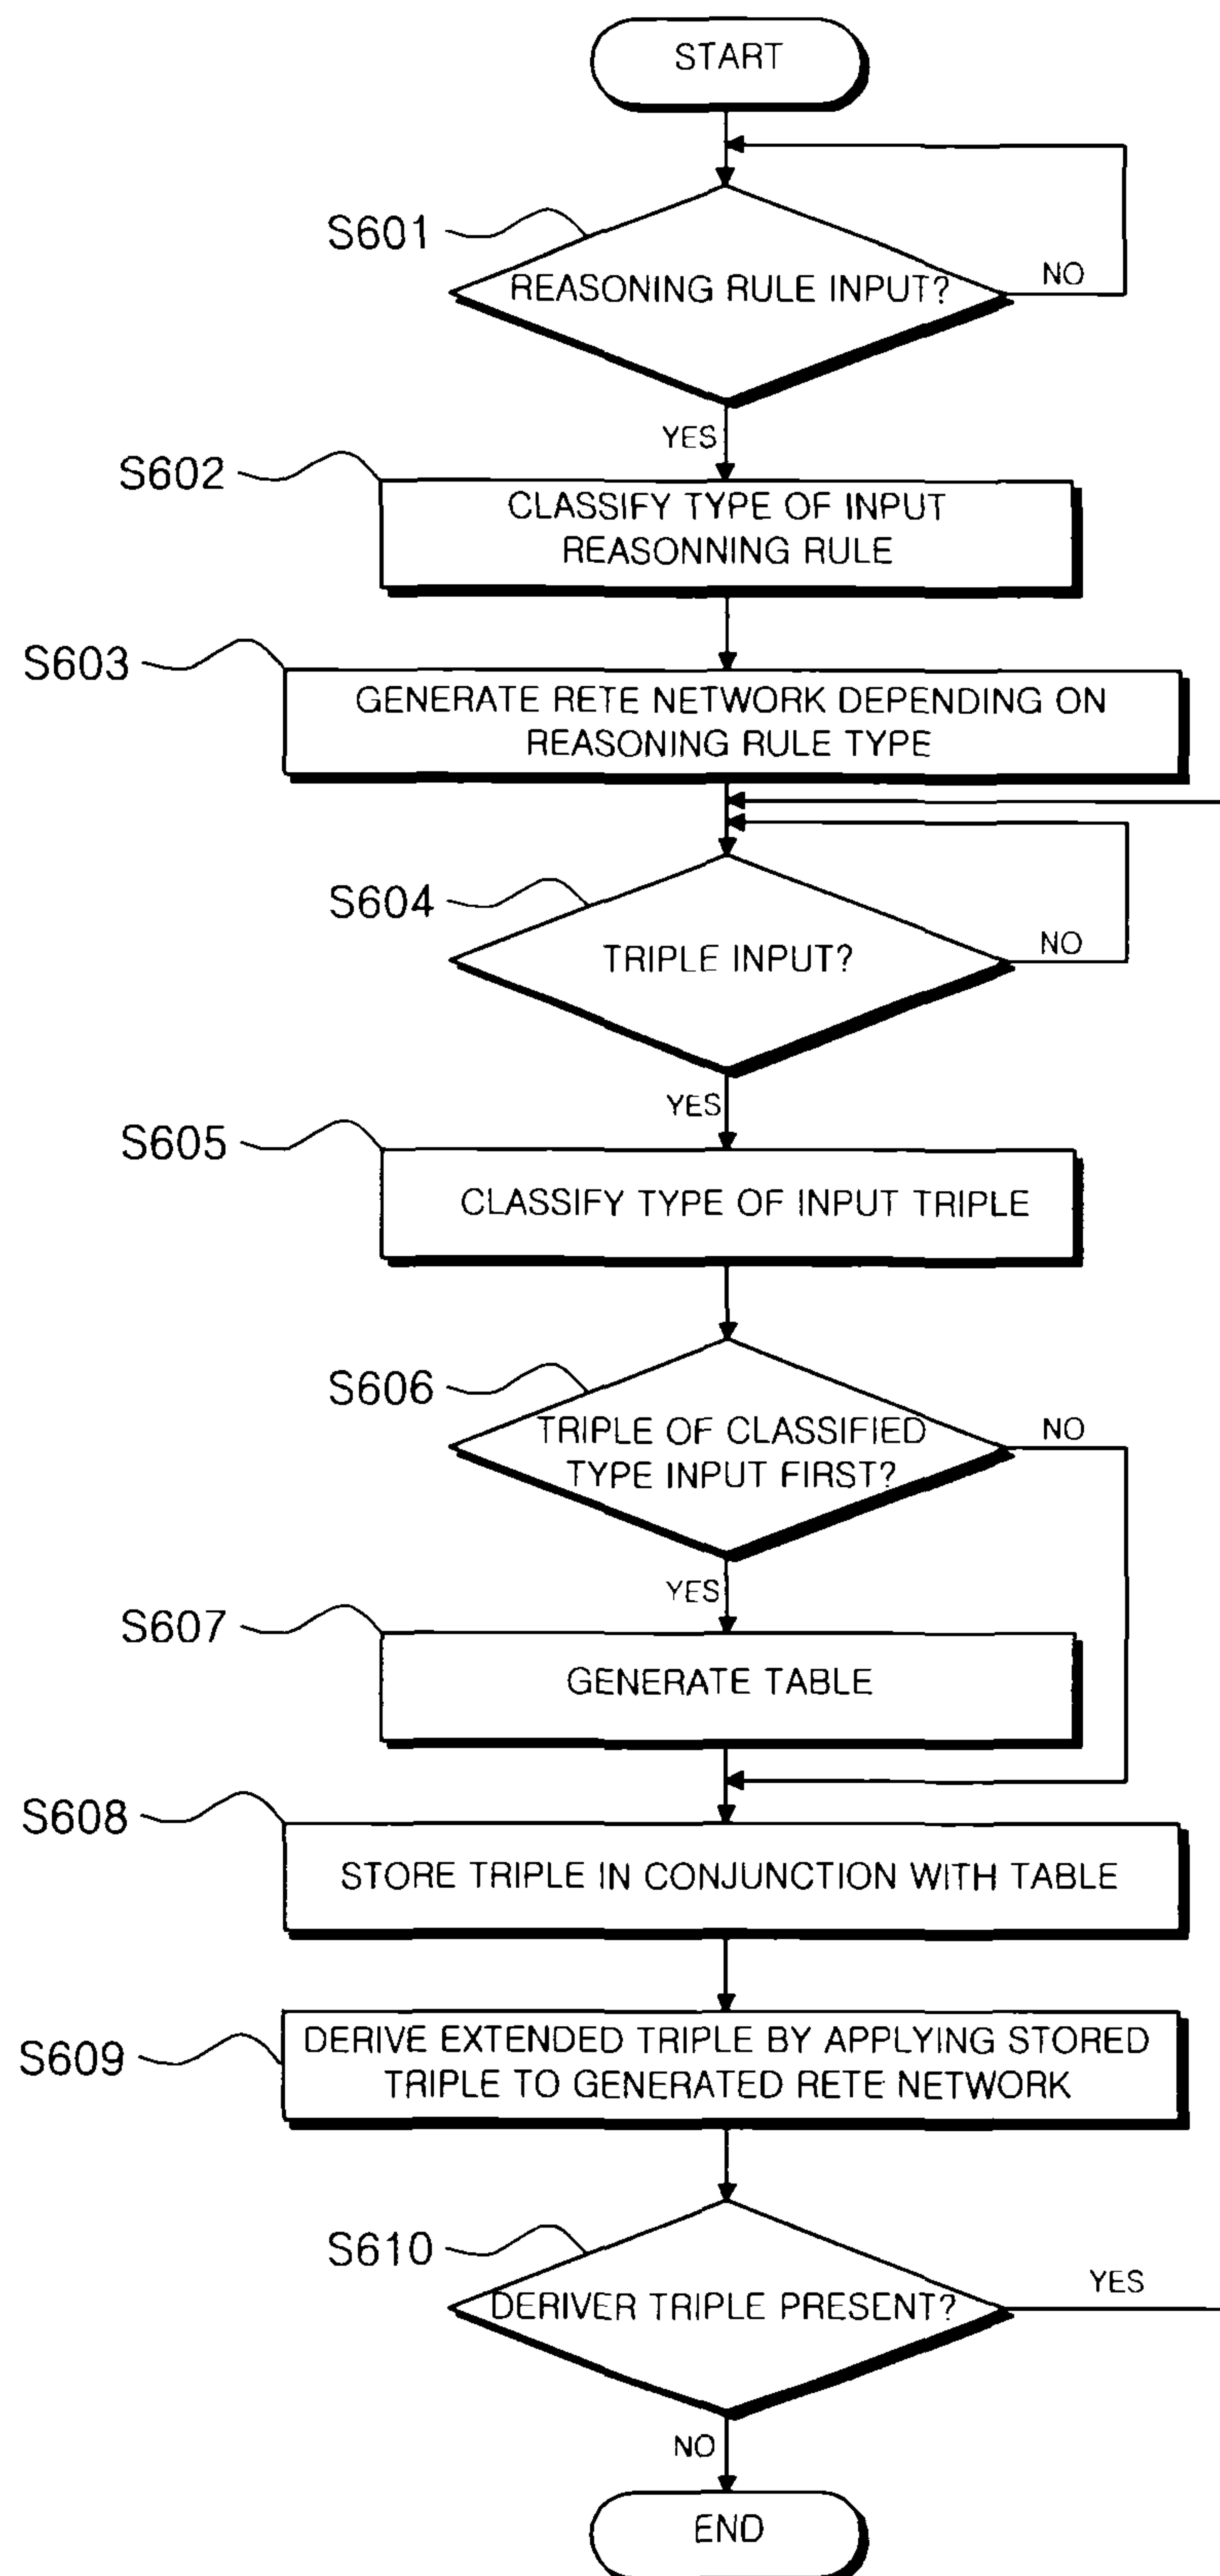 START
S601
REASONING RULE INPUT?
NO
YES
S602
CLASSIFY TYPE OF INPUT
REASONNING RULE
S603
GENERATE RETE NETWORK DEPENDING ON
REASONING RULE TYPE
S604
TRIPLE INPUT?
NO
YES
S605
CLASSIFY TYPE OF INPUT TRIPLE
S606
TRIPLE OF CLASSIFIED
TYPE INPUT FIRST?
NO
YES
S607
GENERATE TABLE
S608
STORE TRIPLE IN CONJUNCTION WITH TABLE
S609
DERIVE EXTENDED TRIPLE BY APPLYING STORED
TRIPLE TO GENERATED RETE NETWORK
S610
DERIVER TRIPLE PRESENT?
YES
NO
END